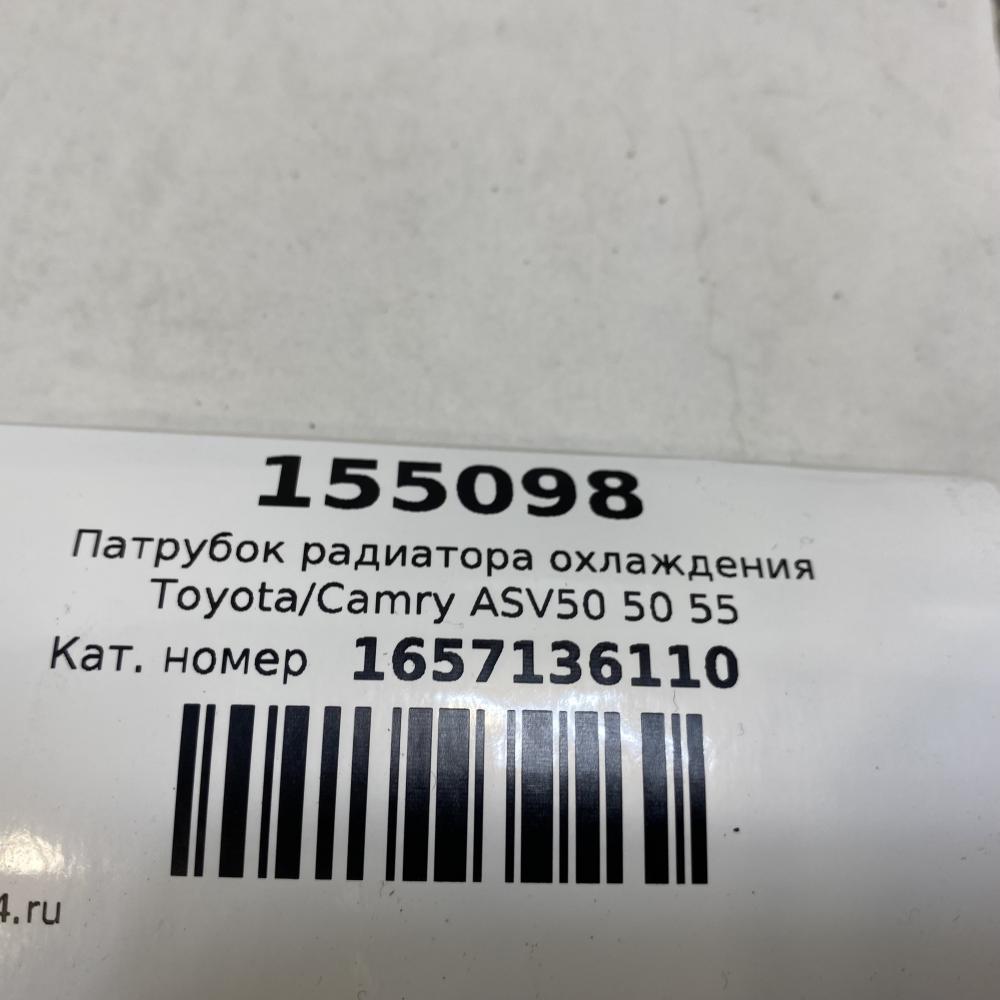 155098
Патрубок радиатора охлаждения
Toyota/Camry ASV50 50 55
Кат. номер 1657136110
4.ru